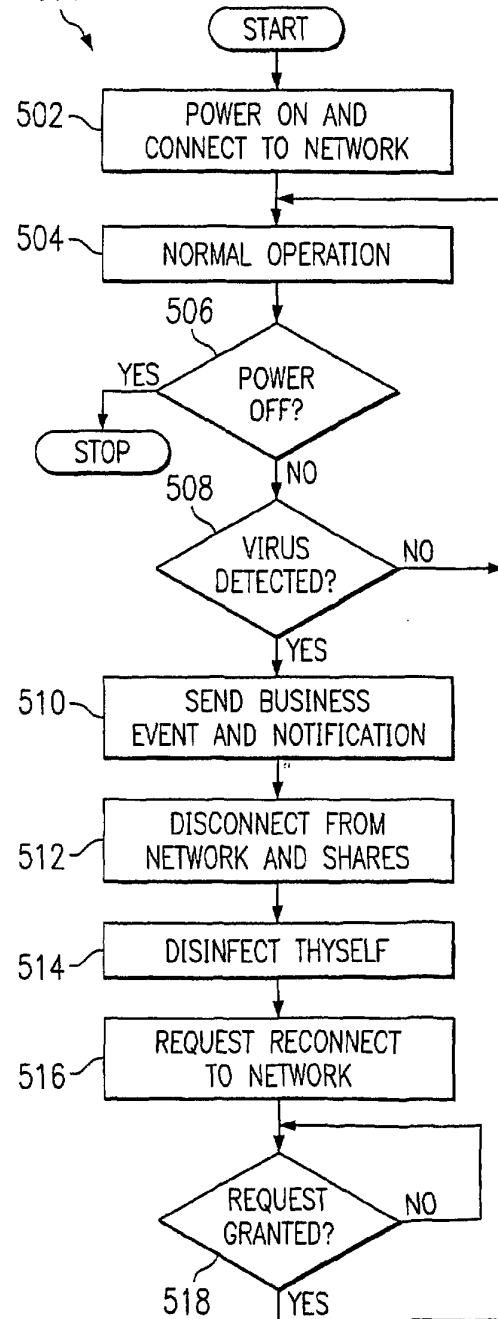 START
502
POWER ON AND
CONNECT TO NETWORK
504
NORMAL OPERATION
506
YES
POWER
OFF?
STOP
NO
508
VIRUS
DETECTED?
NO
YES
510
SEND BUSINESS
EVENT AND NOTIFICATION
512
DISCONNECT FROM
NETWORK AND SHARES
514
DISINFECT THYSELF
516
REQUEST RECONNECT
TO NETWORK
REQUEST
GRANTED?
NO
518
YES